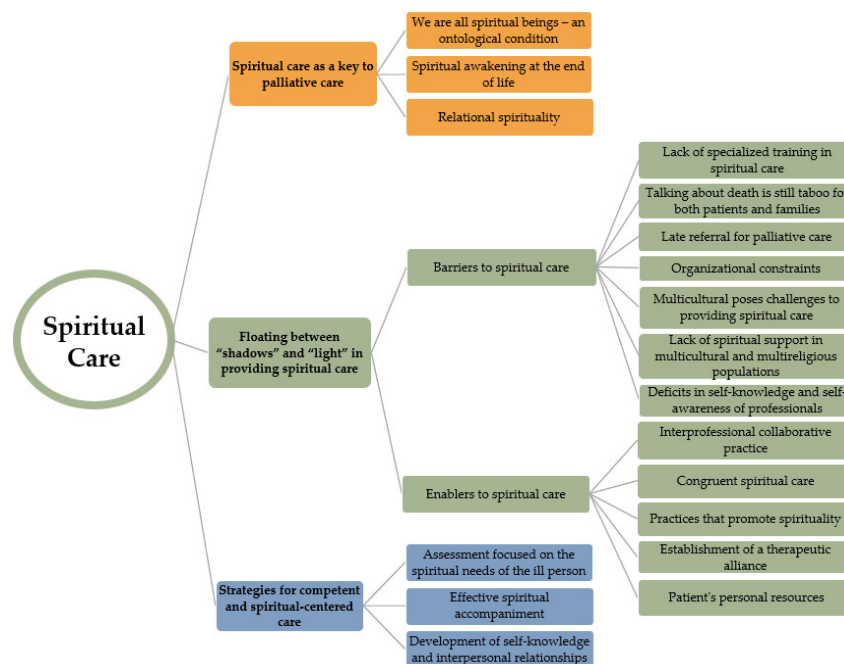 We are all spiritual beings – an
ontological condition
Spiritual care as a key to
palliative care
Spiritual awakening at the end
of life
Relational spirituality
Lack of specialized training in
spiritual care
Talking about death is still taboo fo
both patients and families
Late referral for palliative care
Barriers to spiritual care
Organizational constraints
Multicultural poses challenges to
providing spiritual care
Spiritual
Care
Floating between
“shadows” and “light” in
providing spiritual care
Lack of spiritual support in
multicultural and multireligious
populations
Deficits in self-knowledge and self-
awareness of professionals
Interprofessional collaborative
practice
Enablers to spiritual care
Congruent spiritual care
Practices that promote spirituality
Establishment of a therapeutic
alliance
Patient's personal resources
Strategies for competent
and spiritual-centered
care
Assessment focused on the
spiritual needs of the ill person
Effective spiritual
accompaniment
Development of self-knowledge
and interpersonal relationships